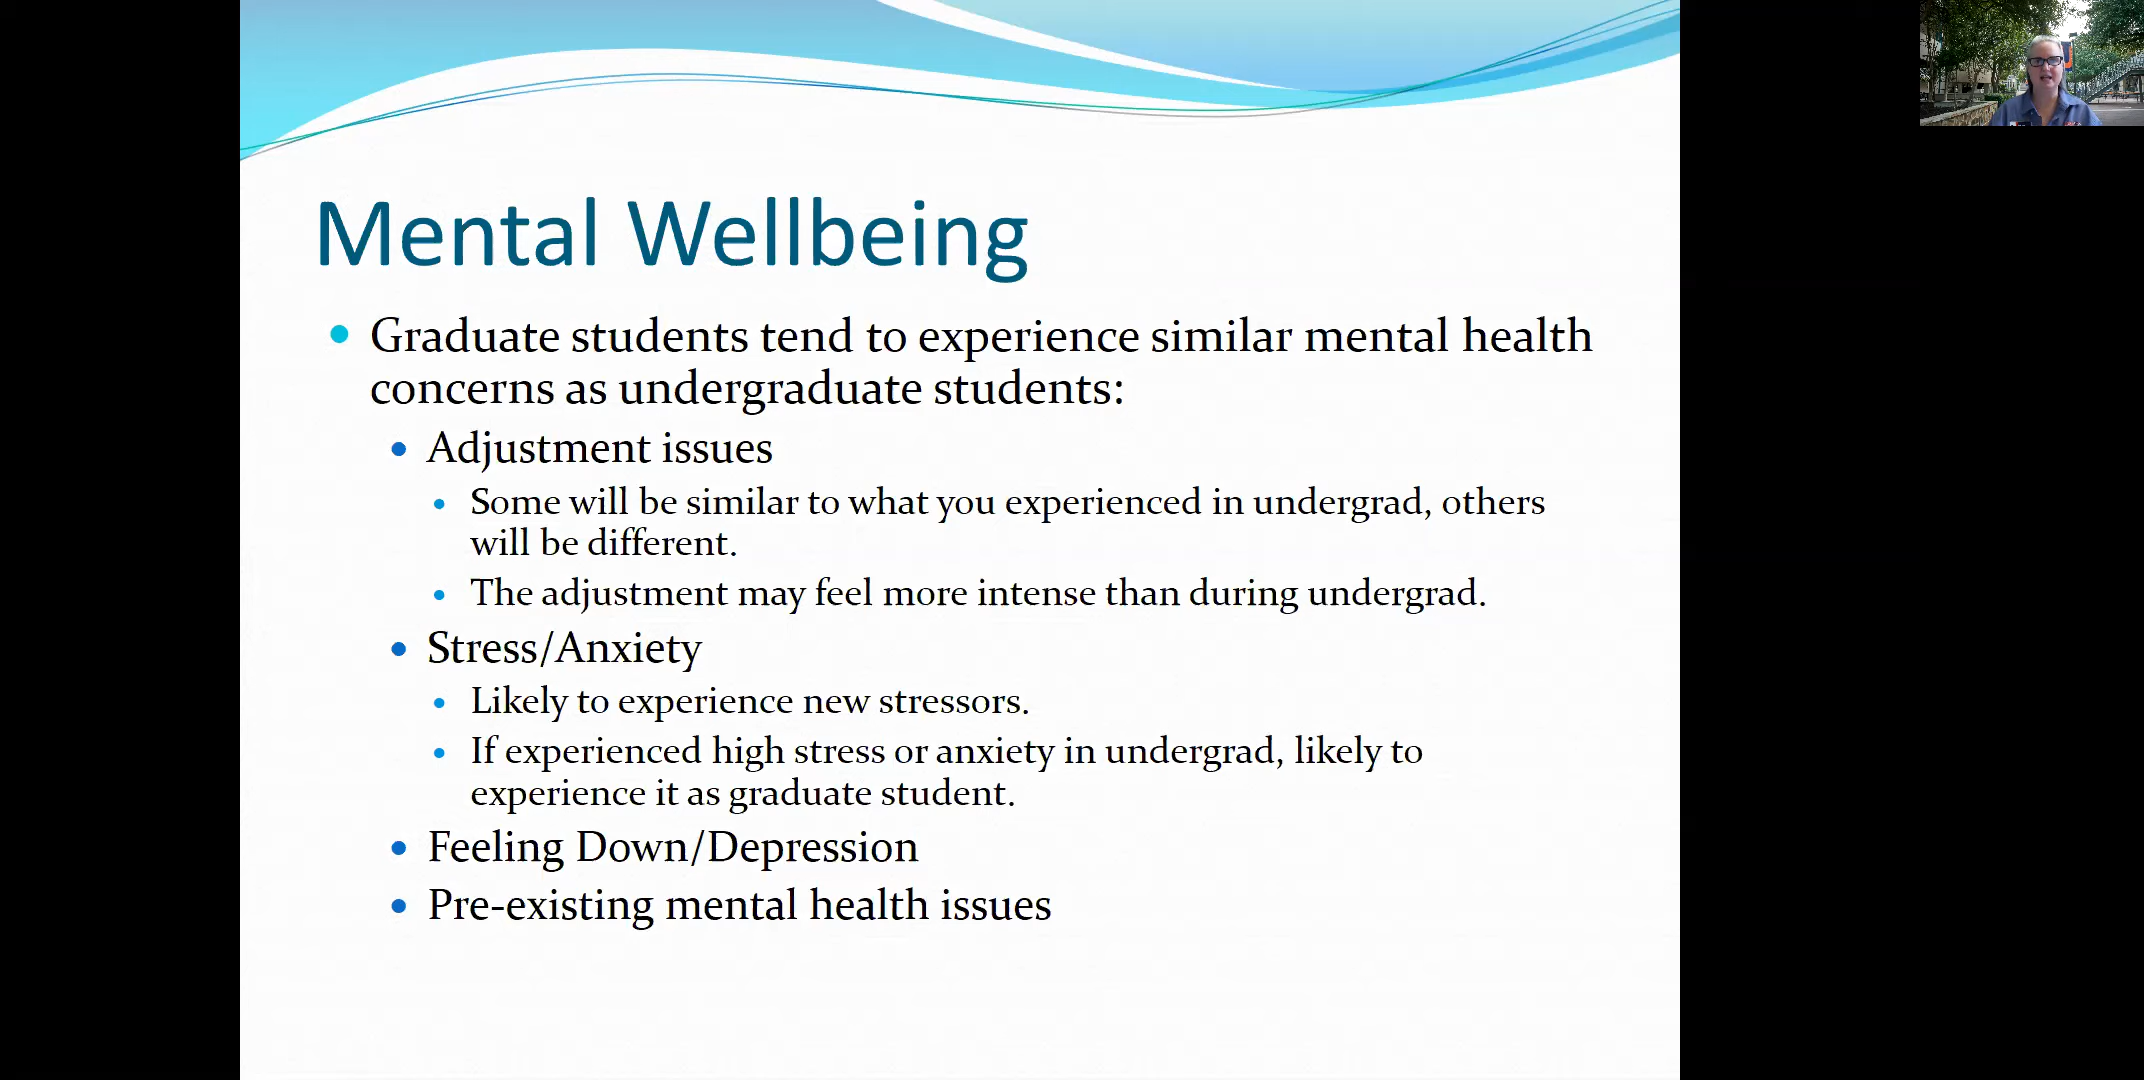 Mental Wellbeing
Graduate students tend to experience similar mental health
concerns as undergraduate students:
Adjustment issues
Some will be similar to what you experienced in undergrad, others
will be different.
The adjustment may feel more intense than during undergrad.
Stress/Anxiety
Likely to experience new stressors.
If experienced high stress or anxiety in undergrad, likely to
experience it as graduate student.
Feeling Down/Depression
Pre-existing mental health issues